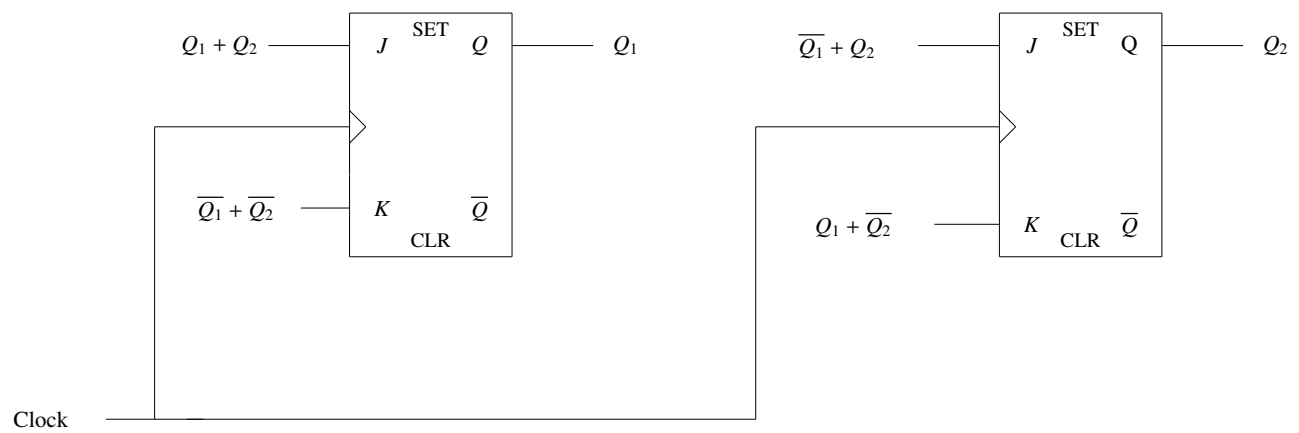 SET
Q₁ + Q₂ J Q Q₁
K Q̅
Q̅₁ + Q̅₂
CLR
SET
Q̅₁ + Q₂ J Q Q₂
Q₁ + Q̅₂ K Q̅
CLR
Clock